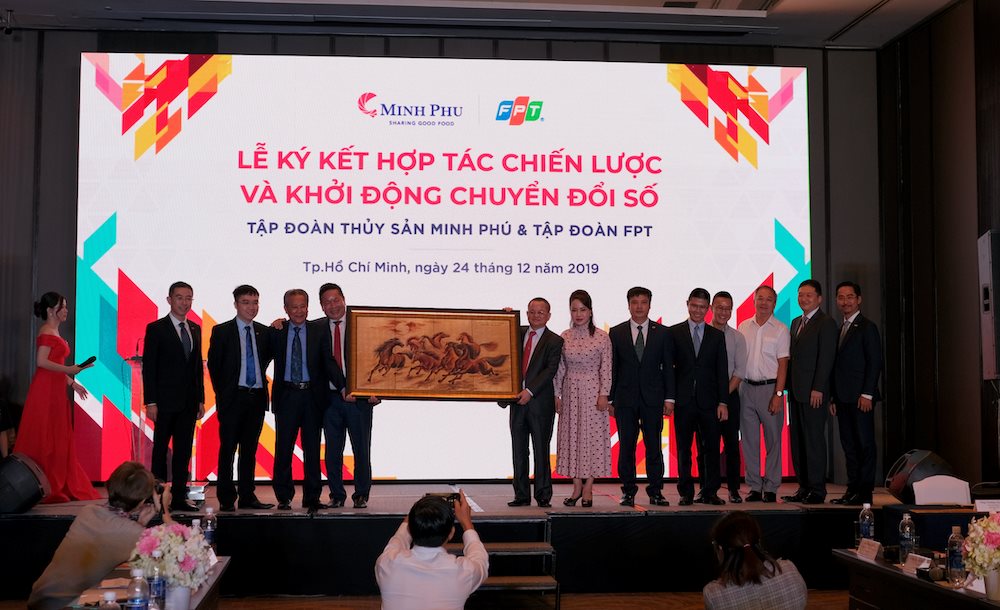 MINH PHU
SHARING GOOD FOOD
FPT
LỄ KÝ KẾT HỢP TÁC CHIẾN LƯỢC
VÀ KHỞI ĐỘNG CHUYỂN ĐỔI SỐ
TẬP ĐOÀN THỦY SẢN MINH PHÚ & TẬP ĐOÀN FPT
Tp.Hồ Chí Minh, ngày 24 tháng 12 năm 2019